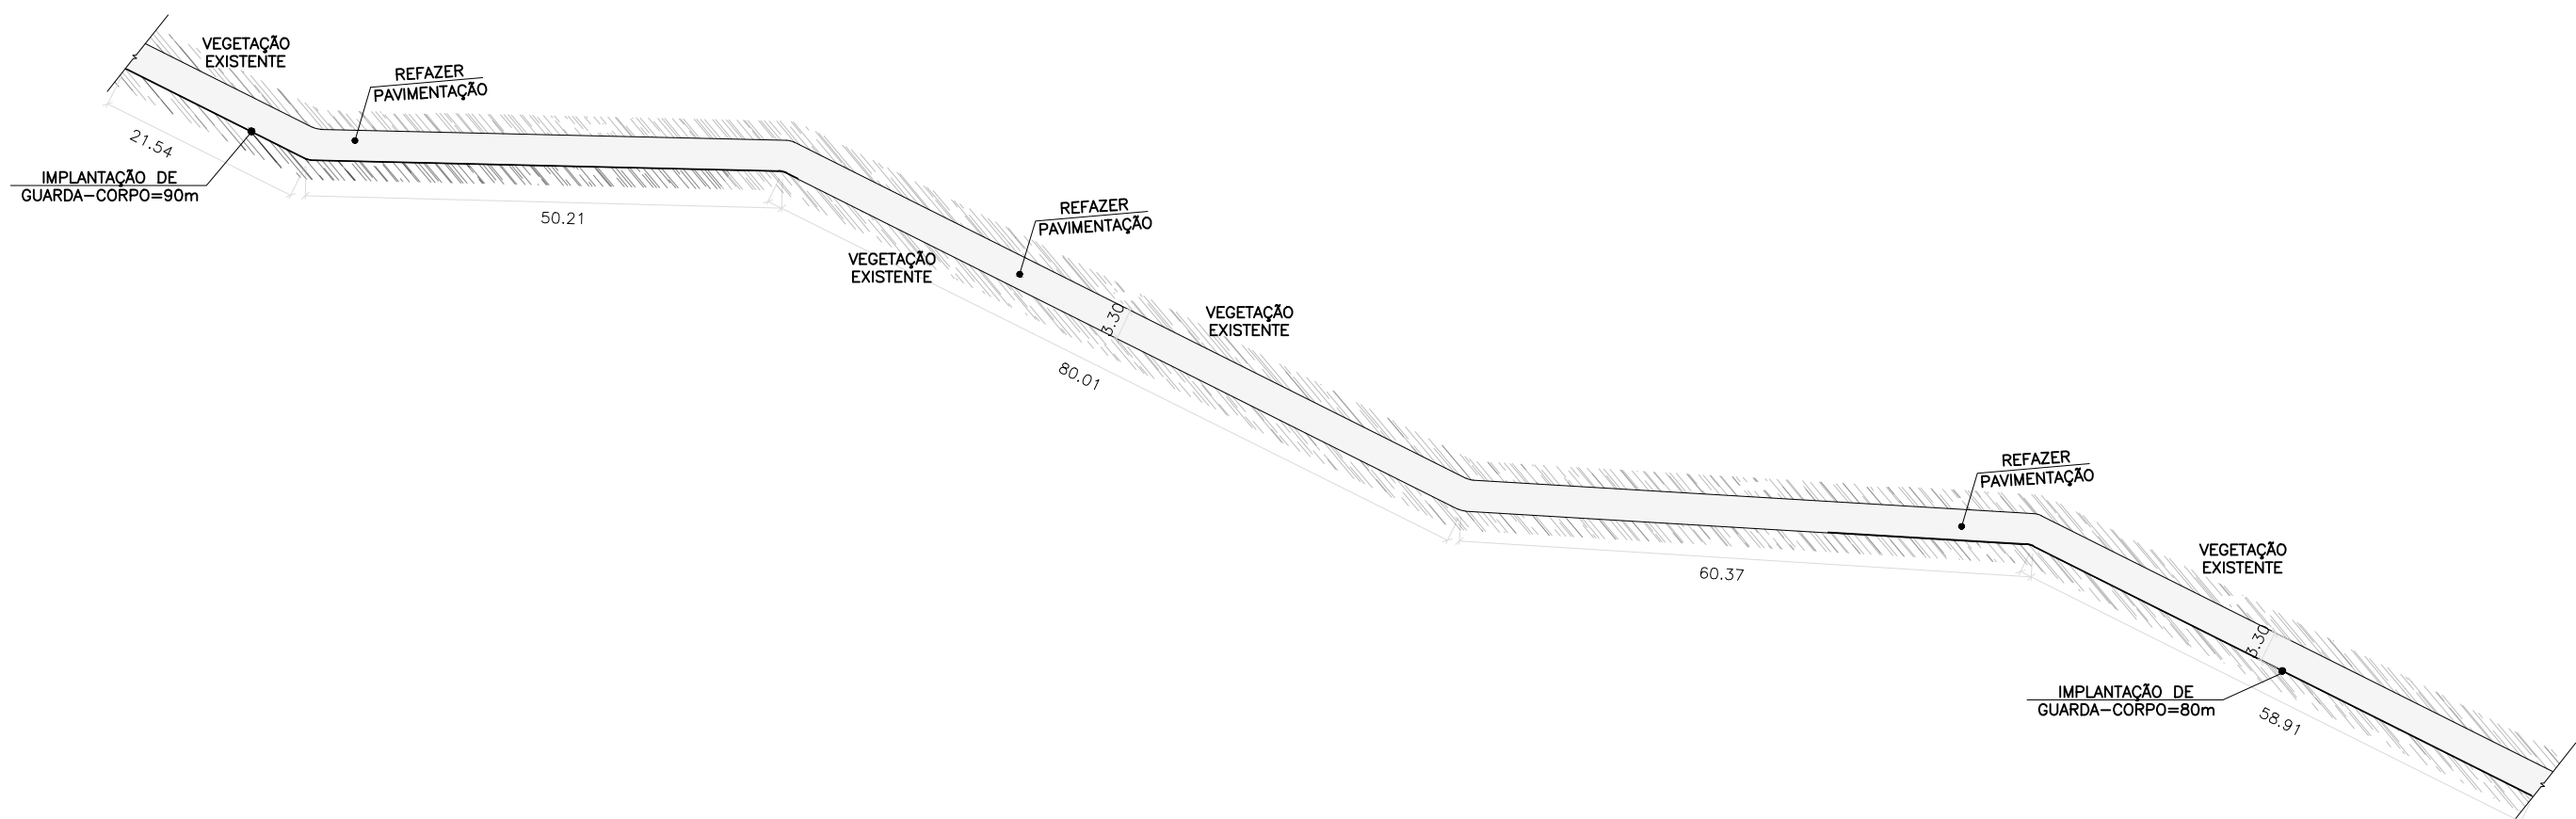 VEGETAÇÃO
EXISTENTE
REFAZER
PAVIMENTAÇÃO
21.54
IMPLANTAÇÃO DE
GUARDA-CORPO=90m
50.21
REFAZER
PAVIMENTAÇÃO
VEGETAÇÃO
EXISTENTE
3.30
VEGETAÇÃO
EXISTENTE
80.01
REFAZER
PAVIMENTAÇÃO
60.37
VEGETAÇÃO
EXISTENTE
3.30
IMPLANTAÇÃO DE
GUARDA-CORPO=80m
58.91